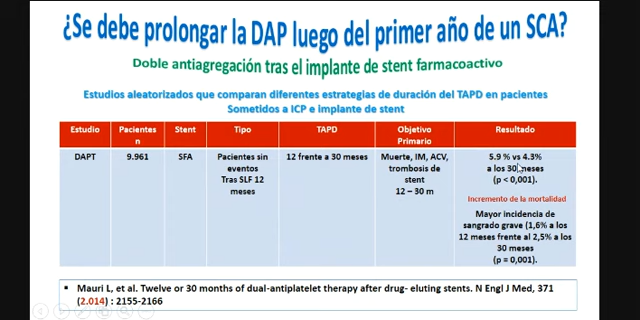 ¿Se debe prolongar la DAP luego del primer año de un SCA?
Doble antiagregación tras el implante de stent farmacoactivo
Estudios aleatorizados que comparan diferentes estrategias de duración del TAPD en pacientes
Sometidos a ICP e implante de stent
Estudio
Pacientes
n
Stent
Tipo
TAPD
Objetivo
Primario
Resultado
DAPT
9.961
SFA
Pacientes sin
eventos
Tras SLF 12
meses
12 frente a 30 meses
Muerte, IM, ACV,
trombosis de
stent
12 – 30 m
5.9 % vs 4.3%
a los 30 meses
(p < 0,001).
Incremento de la mortalidad
Mayor incidencia de
sangrado grave (1,6% a los
12 meses frente al 2,5% a los
30 meses
(p = 0,001).
▪ Mauri L, et al. Twelve or 30 months of dual-antiplatelet therapy after drug- eluting stents. N Engl J Med, 371
(2.014) : 2155-2166